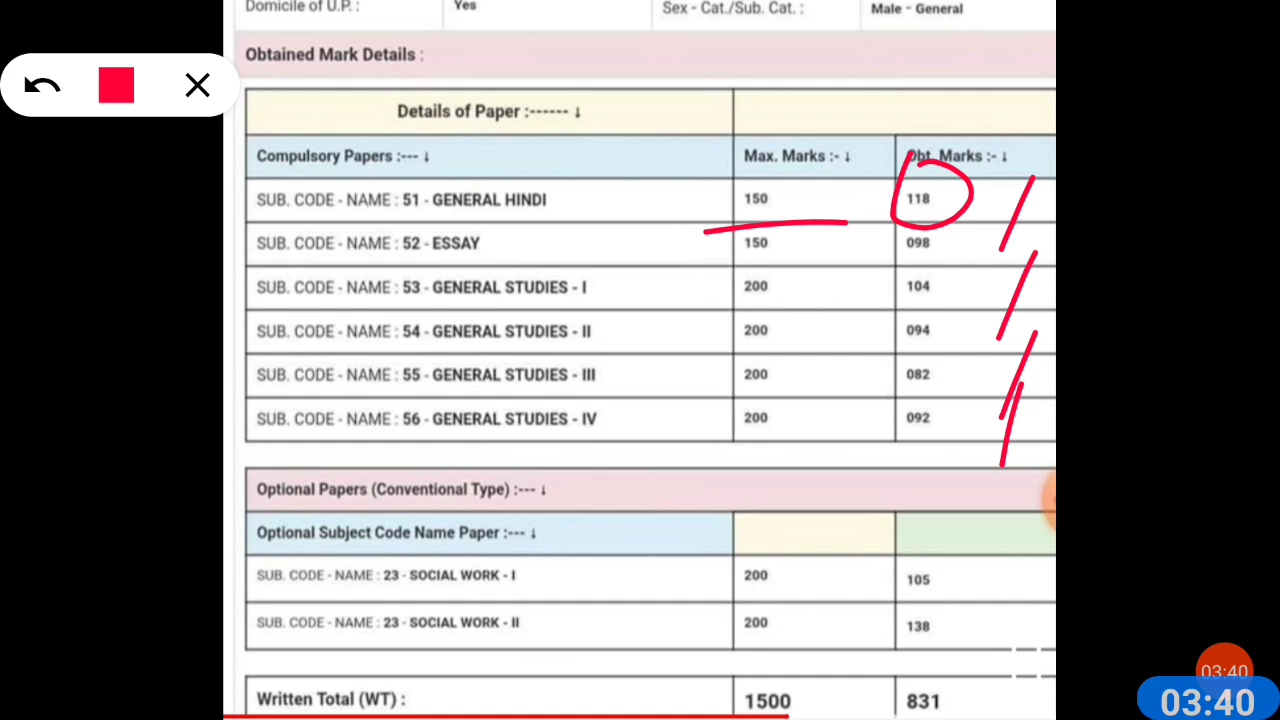 Domicile of U.P. : Yes Sex - Cat./Sub. Cat. : Male - General
Obtained Mark Details :
Details of Paper :------ ↓
Compulsory Papers :--- ↓ Max. Marks :- ↓ Obt. Marks :- ↓
SUB. CODE - NAME : 51 - GENERAL HINDI 150 118
SUB. CODE - NAME : 52 - ESSAY 150 098
SUB. CODE - NAME : 53 - GENERAL STUDIES - I 200 104
SUB. CODE - NAME : 54 - GENERAL STUDIES - II 200 094
SUB. CODE - NAME : 55 - GENERAL STUDIES - III 200 082
SUB. CODE - NAME : 56 - GENERAL STUDIES - IV 200 092
Optional Papers (Conventional Type) :--- ↓
Optional Subject Code Name Paper :--- ↓
SUB. CODE - NAME : 23 - SOCIAL WORK - I 200 105
SUB. CODE - NAME : 23 - SOCIAL WORK - II 200 138
Written Total (WT) : 1500 831
03:40
03:40